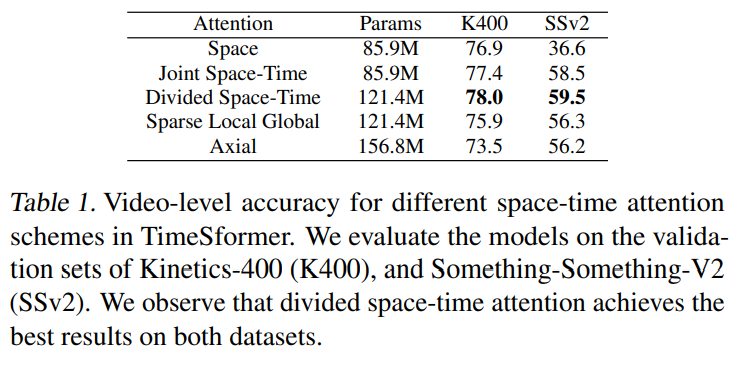 Attention Params K400 SSv2
Space 85.9M 76.9 36.6
Joint Space-Time 85.9M 77.4 58.5
Divided Space-Time 121.4M 78.0 59.5
Sparse Local Global 121.4M 75.9 56.3
Axial 156.8M 73.5 56.2
Table 1. Video-level accuracy for different space-time attention
schemes in TimeSformer. We evaluate the models on the valida-
tion sets of Kinetics-400 (K400), and Something-Something-V2
(SSv2). We observe that divided space-time attention achieves the
best results on both datasets.